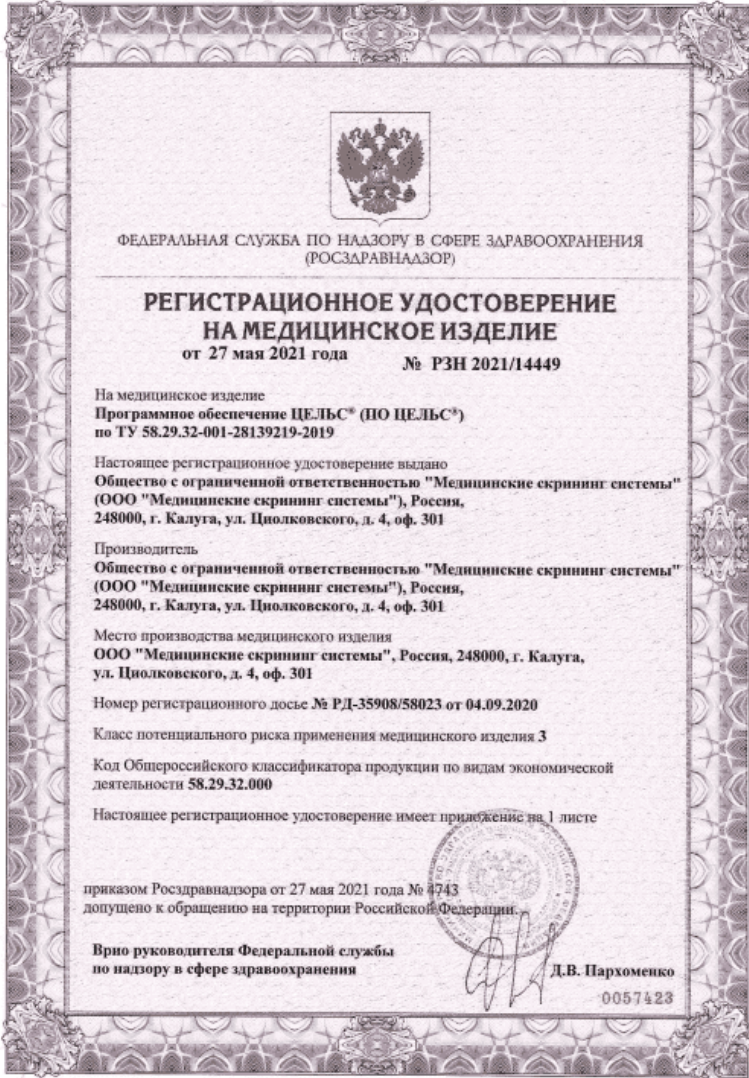 ФЕДЕРАЛЬНАЯ СЛУЖБА ПО НАДЗОРУ В СФЕРЕ ЗДРАВООХРАНЕНИЯ
(РОСЗДРАВНАДЗОР)
РЕГИСТРАЦИОННОЕ УДОСТОВЕРЕНИЕ
НА МЕДИЦИНСКОЕ ИЗДЕЛИЕ
от 27 мая 2021 года № РЗН 2021/14449
На медицинское изделие
Программное обеспечение ЦЕЛЬС® (ПО ЦЕЛЬС®)
по ТУ 58.29.32-001-28139219-2019
Настоящее регистрационное удостоверение выдано
Общество с ограниченной ответственностью "Медицинские скрининг системы"
(ООО "Медицинские скрининг системы"), Россия,
248000, г. Калуга, ул. Циолковского, д. 4, оф. 301
Производитель
Общество с ограниченной ответственностью "Медицинские скрининг системы"
(ООО "Медицинские скрининг системы"), Россия,
248000, г. Калуга, ул. Циолковского, д. 4, оф. 301
Место производства медицинского изделия
ООО "Медицинские скрининг системы", Россия, 248000, г. Калуга,
ул. Циолковского, д. 4, оф. 301
Номер регистрационного досье № РД-35908/58023 от 04.09.2020
Класс потенциального риска применения медицинского изделия 3
Код Общероссийского классификатора продукции по видам экономической
деятельности 58.29.32.000
Настоящее регистрационное удостоверение имеет приложение на 1 листе
приказом Росздравнадзора от 27 мая 2021 года № 4743
допущено к обращению на территории Российской Федерации.
Врио руководителя Федеральной службы
по надзору в сфере здравоохранения
Д.В. Пархоменко
0057423